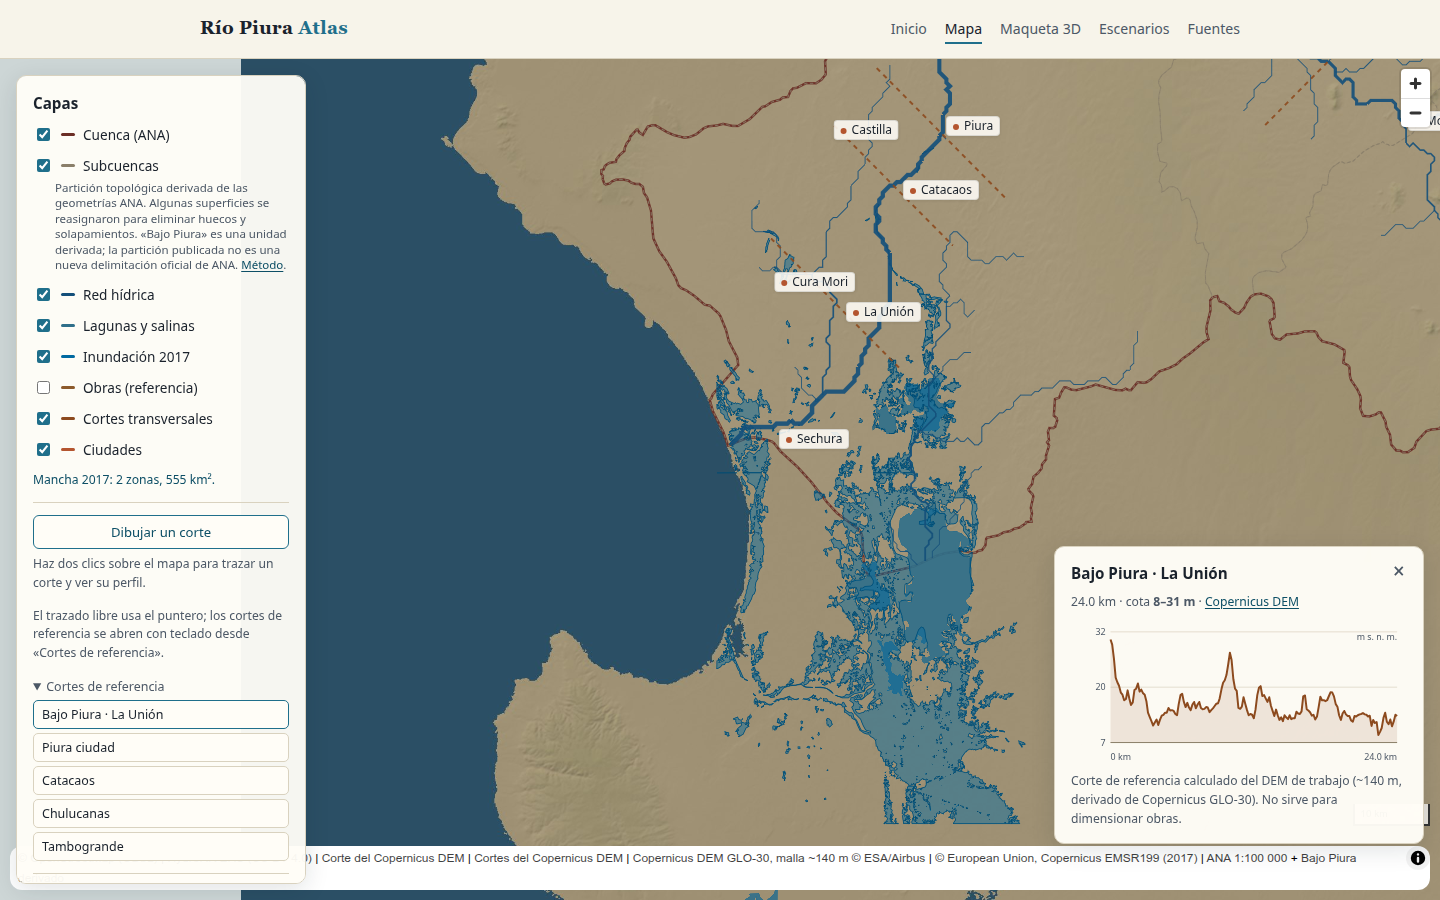 Río Piura Atlas
Inicio Mapa Maqueta 3D Escenarios Fuentes
Capas
Cuenca (ANA)
Subcuencas
Partición topológica derivada de las
geometrías ANA. Algunas superficies se
reasignaron para eliminar huecos y
solapamientos. «Bajo Piura» es una unidad
derivada; la partición publicada no es una
nueva delimitación oficial de ANA. Método.
Red hídrica
Lagunas y salinas
Inundación 2017
Obras (referencia)
Cortes transversales
Ciudades
Mancha 2017: 2 zonas, 555 km².
Dibujar un corte
Haz dos clics sobre el mapa para trazar un
corte y ver su perfil.
El trazado libre usa el puntero; los cortes de
referencia se abren con teclado desde
«Cortes de referencia».
▼ Cortes de referencia
Bajo Piura · La Unión
Piura ciudad
Catacaos
Chulucanas
Tambogrande
Castilla
Piura
Catacaos
Cura Mori
La Unión
Sechura
+
−
Bajo Piura · La Unión
×
24.0 km · cota 8–31 m · Copernicus DEM
32
m s. n. m.
20
7
0 km
24.0 km
Corte de referencia calculado del DEM de trabajo (~140 m,
derivado de Copernicus GLO-30). No sirve para
dimensionar obras.
| Corte del Copernicus DEM | Cortes del Copernicus DEM | Copernicus DEM GLO-30, malla ~140 m © ESA/Airbus | © European Union, Copernicus EMSR199 (2017) | ANA 1:100 000 + Bajo Piura